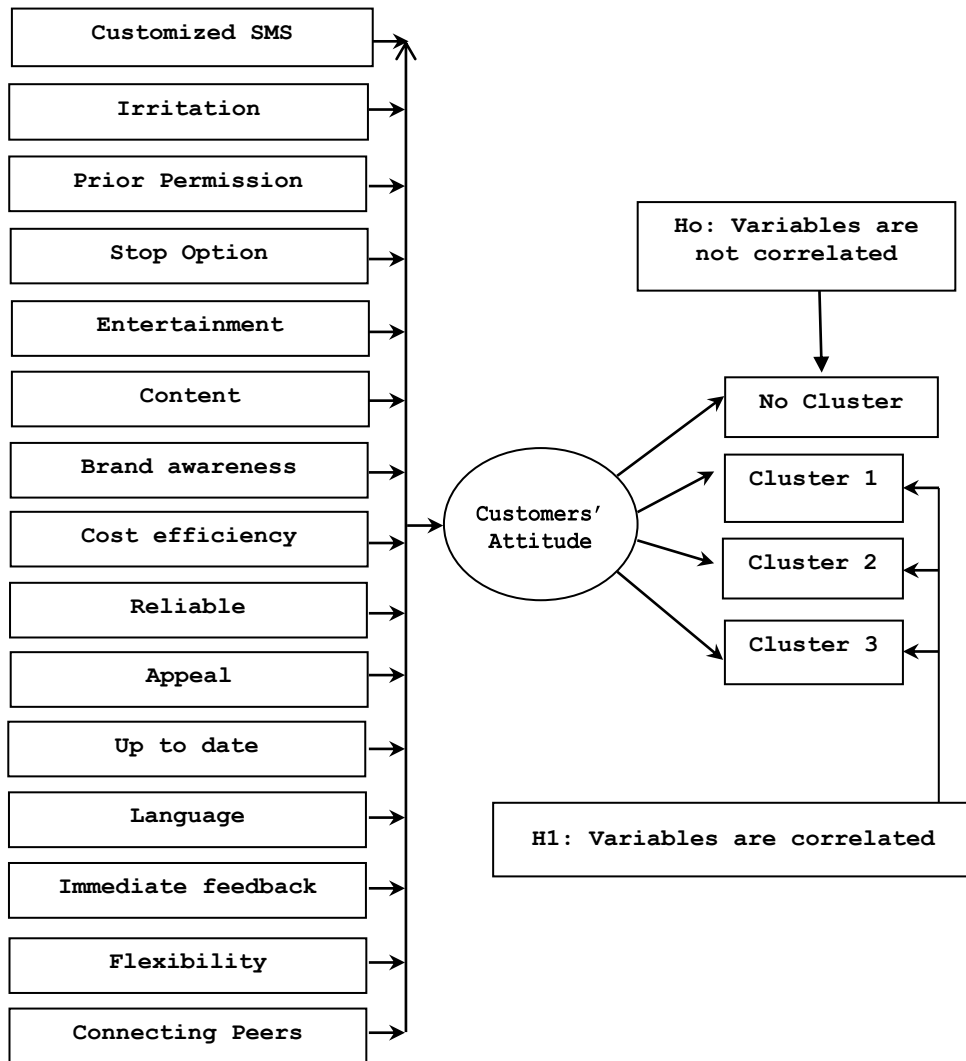 Customized SMS
Irritation
Prior Permission
Stop Option
Entertainment
Content
Brand awareness
Cost efficiency
Reliable
Appeal
Up to date
Language
Immediate feedback
Flexibility
Connecting Peers
Customers’
Attitude
Ho: Variables are
not correlated
No Cluster
Cluster 1
Cluster 2
Cluster 3
H1: Variables are correlated